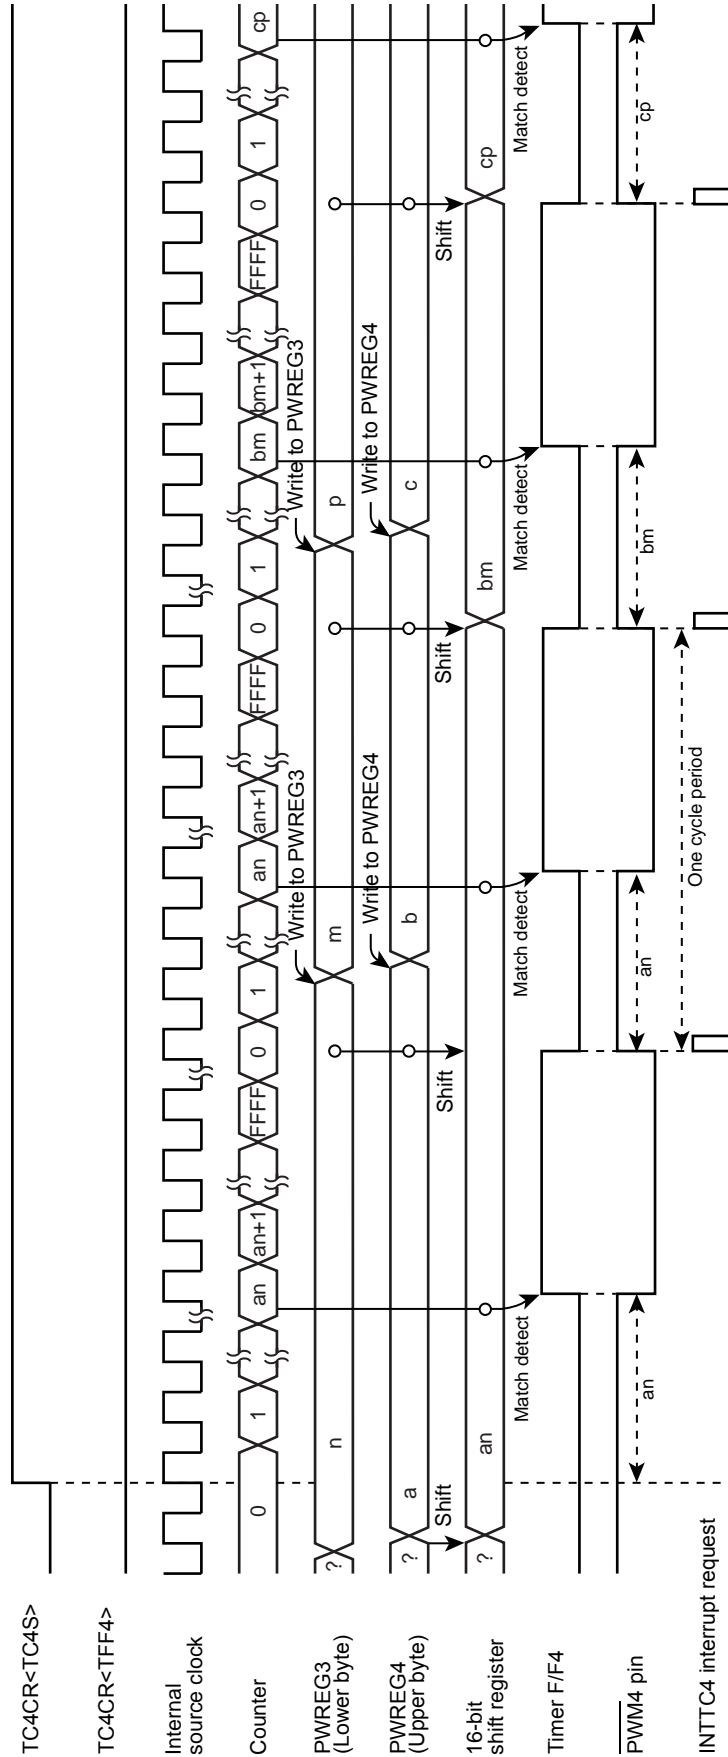 TC4CR<TC4S>
TC4CR<TFF4>
Internal
source clock
Counter
0 1 an an+1 FFFF 0 1 an an+1 FFFF 0 1 bm bm+1 FFFF 0 1 cp
Write to PWREG3
Write to PWREG3
PWREG3
(Lower byte)
? n m p
Write to PWREG4
Write to PWREG4
PWREG4
(Upper byte)
? a b c
Shift
Shift
Shift
Shift
16-bit
shift register
? an bm cp
Match detect
Match detect
Match detect
Match detect
Timer F/F4
PWM4 pin
an
an
bm
cp
One cycle period
INTTC4 interrupt request